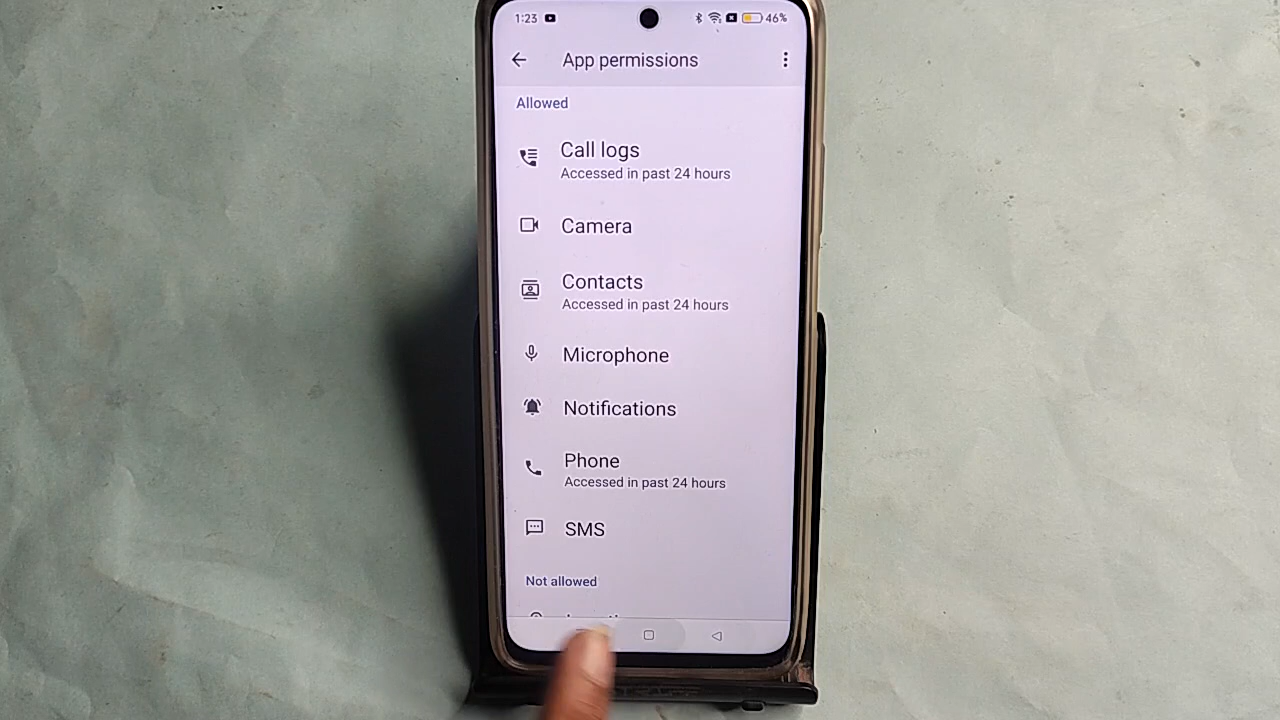 1:23 46%
App permissions
Allowed
Call logs
Accessed in past 24 hours
Camera
Contacts
Accessed in past 24 hours
Microphone
Notifications
Phone
Accessed in past 24 hours
SMS
Not allowed